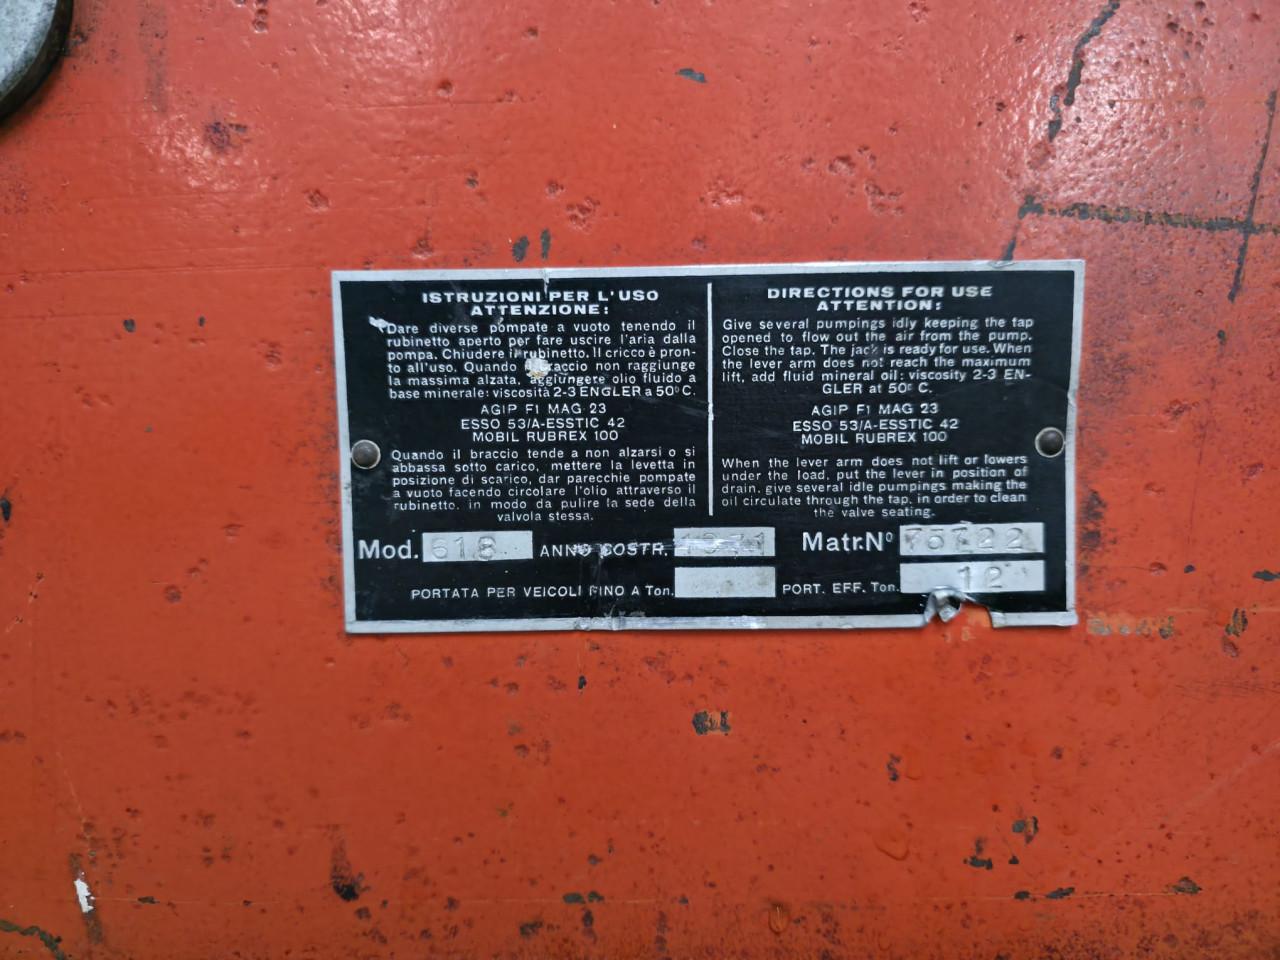 ISTRUZIONI PER L'USO
ATTENZIONE:
Dare diverse pompate a vuoto tenendo il
rubinetto aperto per fare uscire l'aria dalla
pompa. Chiudere il rubinetto. Il cricco è pron-
to all'uso. Quando il braccio non raggiunge
la massima alzata, aggiungere olio fluido a
base minerale: viscosità 2-3 ENGLER a 50º C.
AGIP F1 MAG 23
ESSO 53/A-ESSTIC 42
MOBIL RUBREX 100
Quando il braccio tende a non alzarsi o si
abbassa sotto carico, mettere la levetta in
posizione di scarico, dar parecchie pompate
a vuoto facendo circolare l'olio attraverso il
rubinetto. in modo da pulire la sede della
valvola stessa.
DIRECTIONS FOR USE
ATTENTION:
Give several pumpings idly keeping the tap
opened to flow out the air from the pump.
Close the tap. The jack is ready for use. When
the lever arm does not reach the maximum
lift, add fluid mineral oil: viscosity 2-3 EN-
GLER at 50º C.
AGIP F1 MAG 23
ESSO 53/A-ESSTIC 42
MOBIL RUBREX 100
When the lever arm does not lift or lowers
under the load, put the lever in position of
drain. give several idle pumpings making the
oil circulate through the tap. in order to clean
the valve seating.
Mod. 618 ANNO COSTR. Matr.Nº 75722
PORTATA PER VEICOLI FINO A Ton. PORT. EFF. Ton. 12